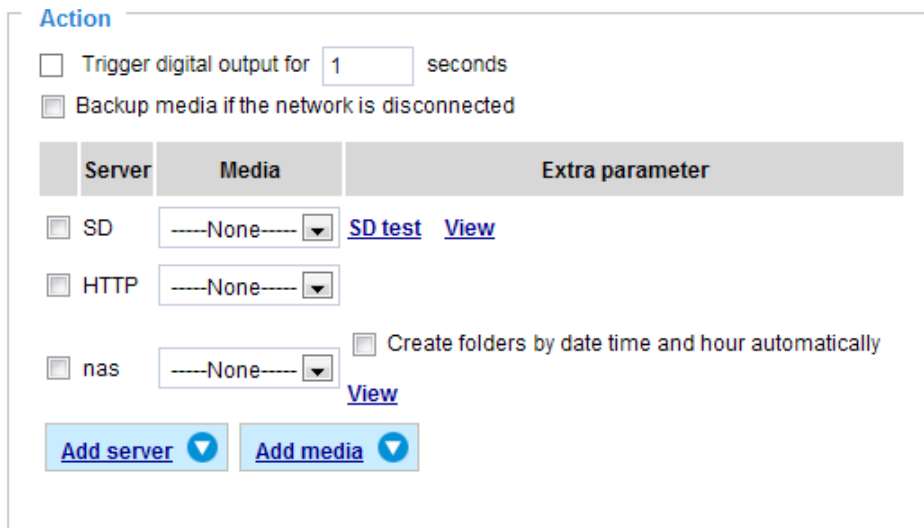 Action
Trigger digital output for 1 seconds
Backup media if the network is disconnected
Server Media Extra parameter
SD -----None----- SD test View
HTTP -----None-----
nas -----None----- Create folders by date time and hour automatically
View
Add server Add media